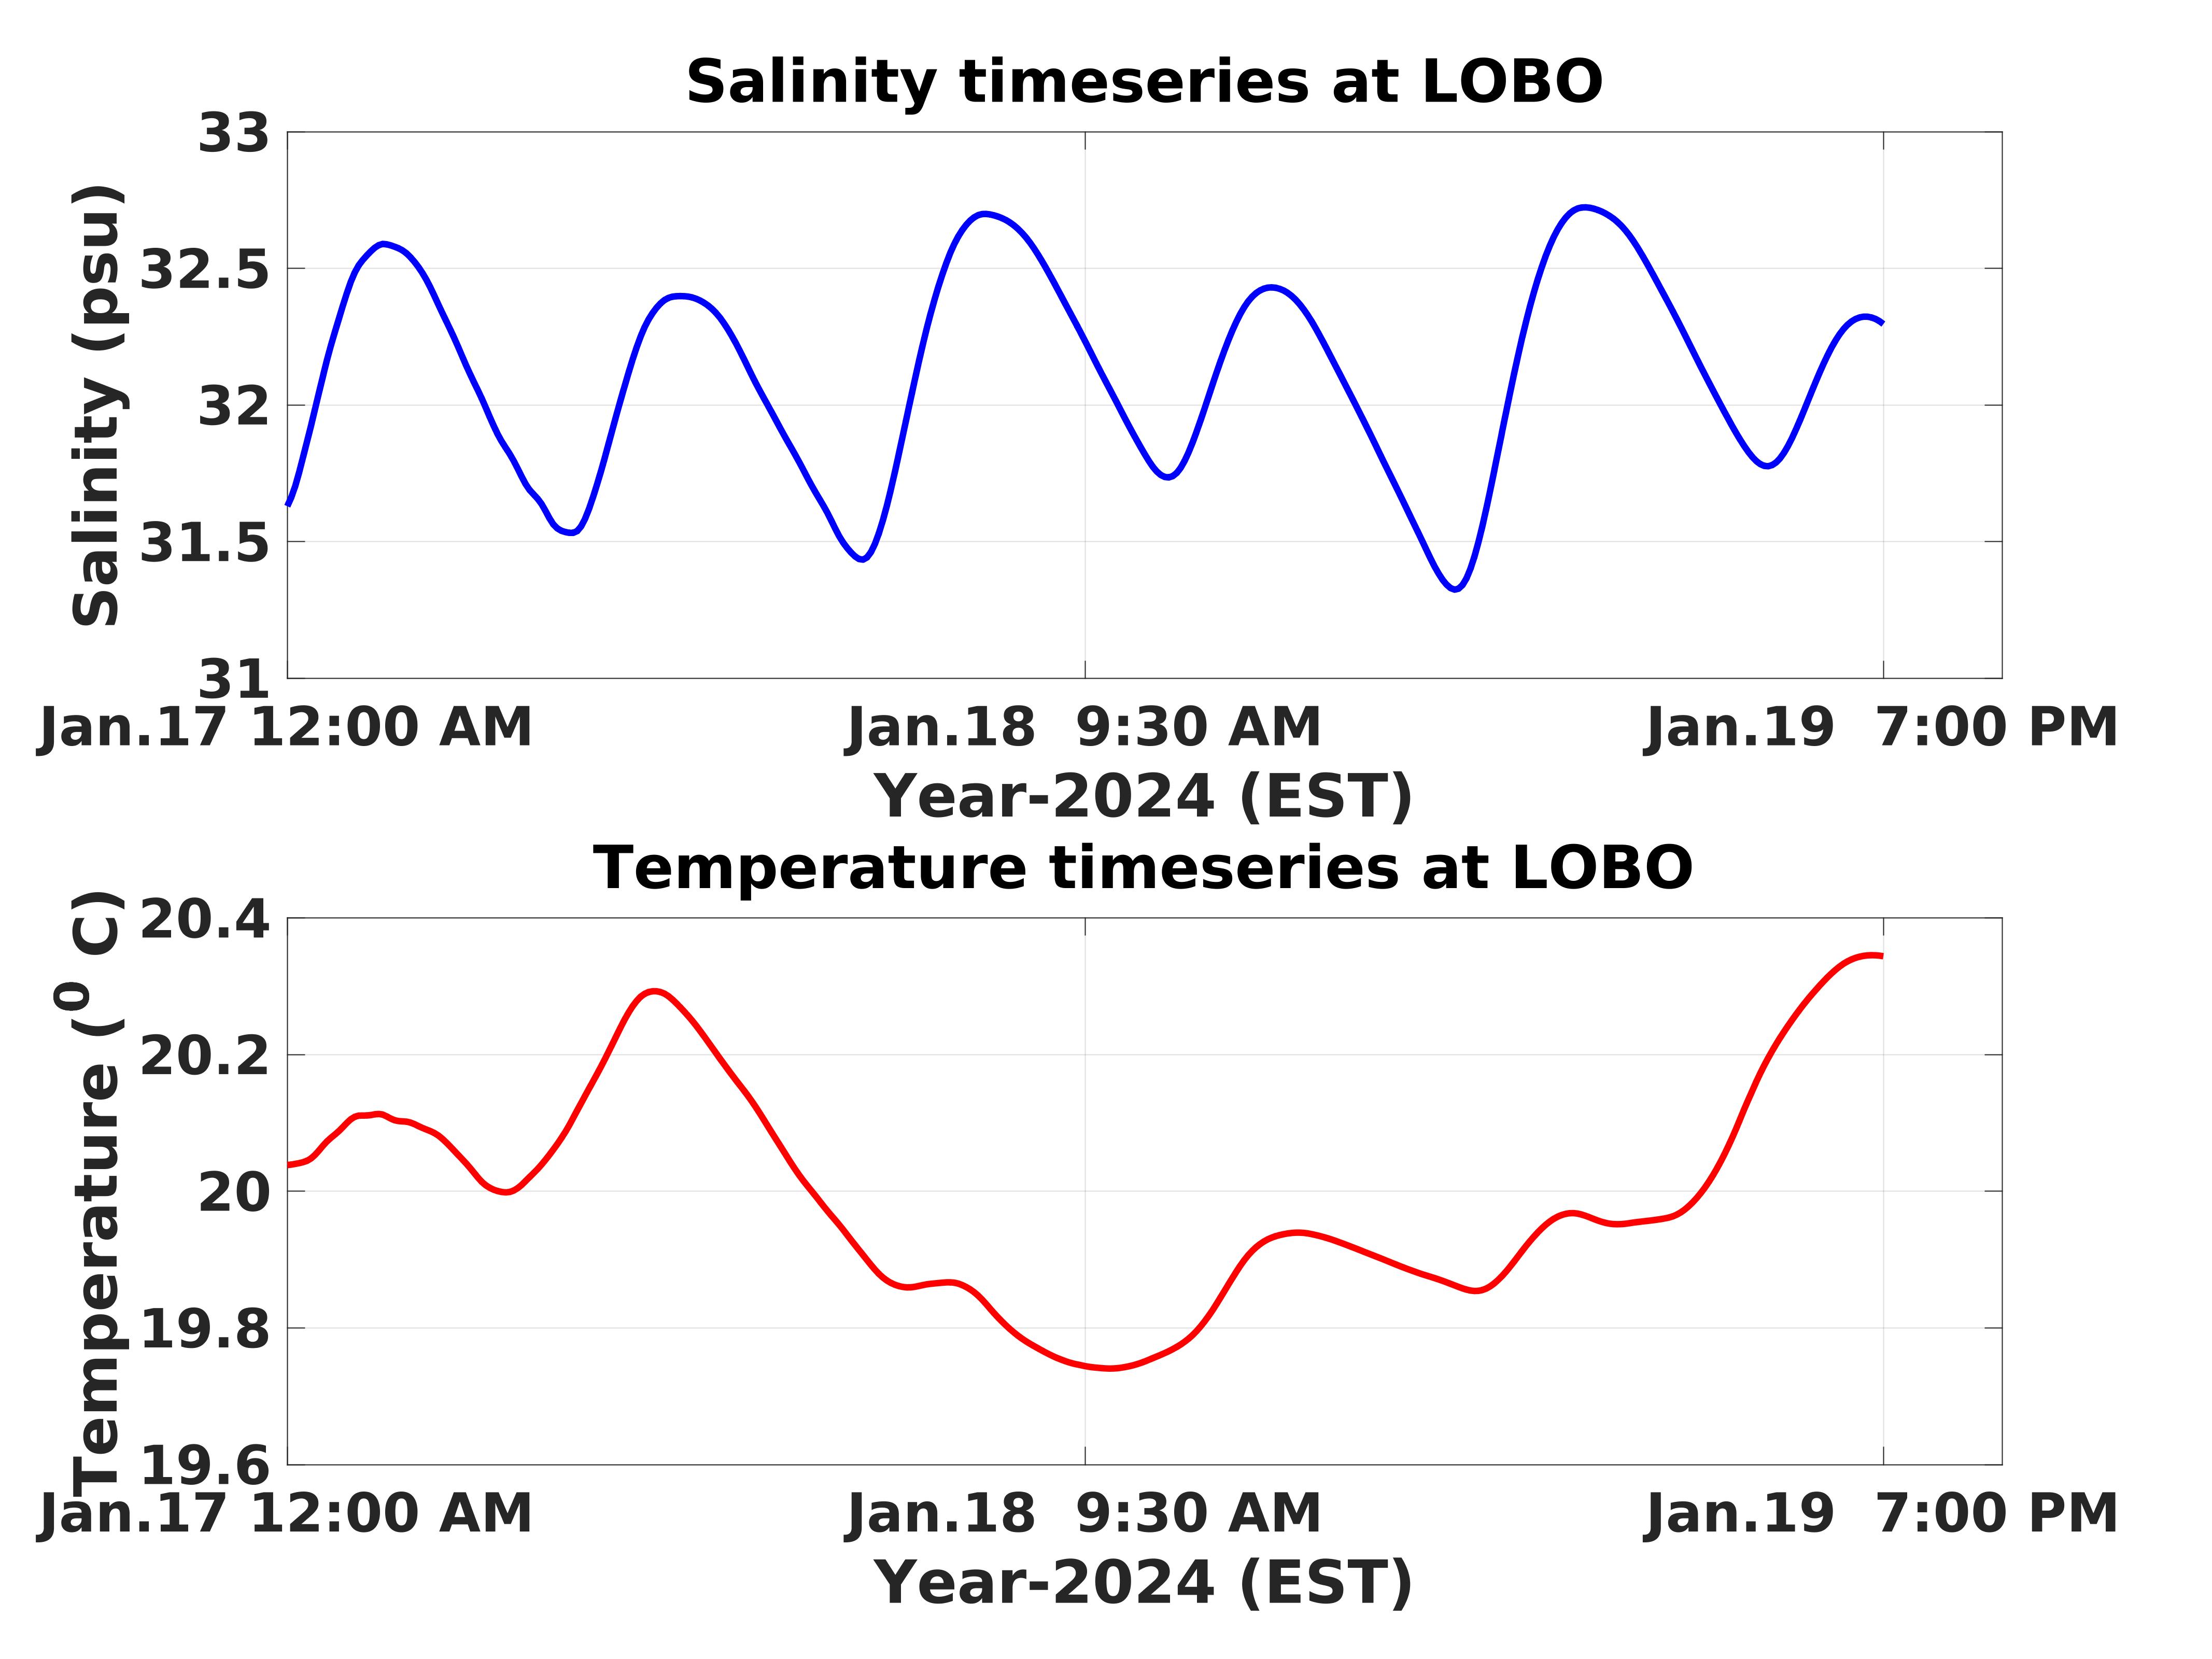 Salinity timeseries at LOBO
Salinity (psu)
33
32.5
32
31.5
31
Jan.17 12:00 AM
Jan.18  9:30 AM
Jan.19  7:00 PM
Year-2024 (EST)
Temperature timeseries at LOBO
Temperature (⁰ C)
20.4
20.2
20
19.8
19.6
Jan.17 12:00 AM
Jan.18  9:30 AM
Jan.19  7:00 PM
Year-2024 (EST)